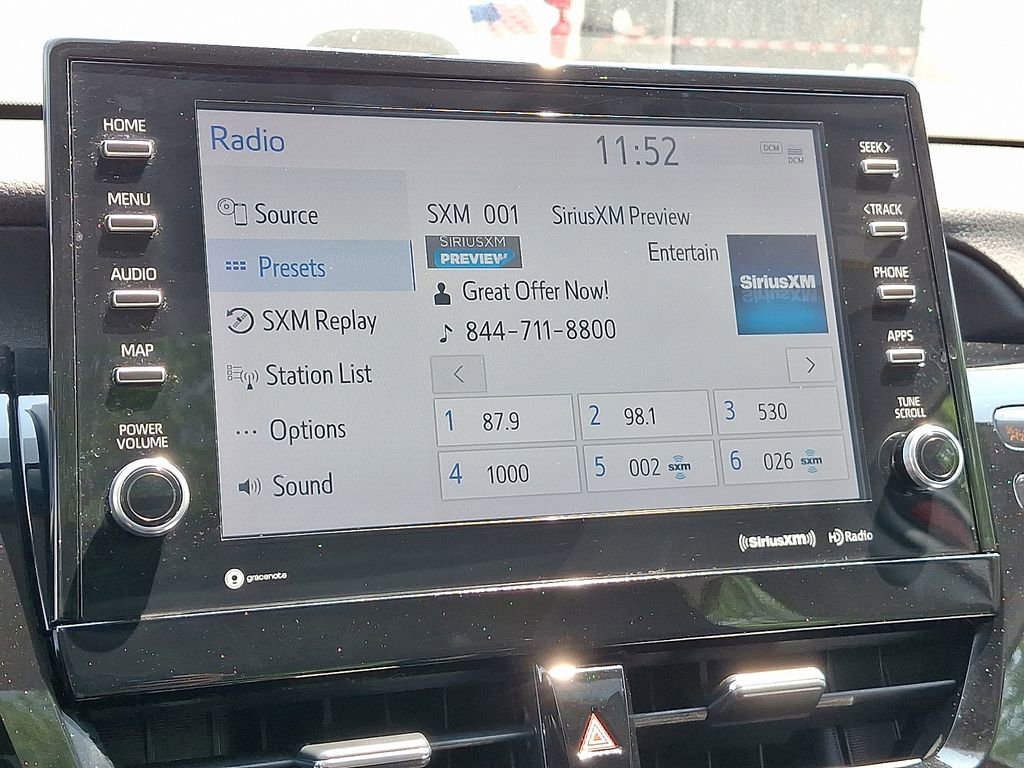 HOME
MENU
AUDIO
MAP
POWER
VOLUME
Radio
11:52
DCM
DCM
Source
Presets
SXM Replay
Station List
Options
Sound
SXM 001 SiriusXM Preview
SIRIUSXM
PREVIEW
Entertain
SiriusXM
Great Offer Now!
844-711-8800
<
>
1 87.9
2 98.1
3 530
4 1000
5 002 sxm
6 026 sxm
SEEK>
<TRACK
PHONE
APPS
TUNE
SCROLL
gracenote
((SiriusXM))
HD Radio